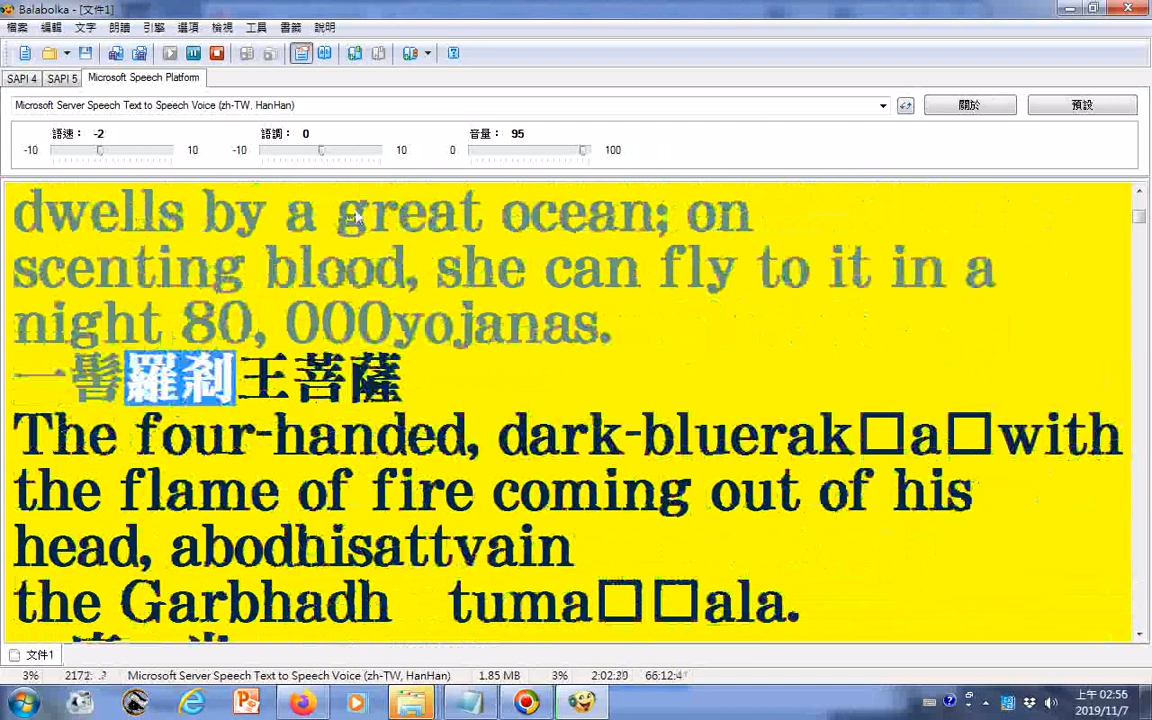 Balabolka - [文件1]
檔案 編輯 文字 朗讀 引擎 選項 檢視 工具 書籤 說明
SAPI 4 SAPI 5 Microsoft Speech Platform
Microsoft Server Speech Text to Speech Voice (zh-TW, HanHan) 關於 預設
語速： -2 語調： 0 音量： 95
-10 10 -10 10 0 100
dwells by a great ocean; on
scenting blood, she can fly to it in a
night 80, 000yojanas.
一髻羅剎王菩薩
The four-handed, dark-bluerak□a□with
the flame of fire coming out of his
head, abodhisattvain
the Garbhadh tuma□□ala.
文件1
3% Microsoft Server Speech Text to Speech Voice (zh-TW, HanHan) 1.85 MB 3%
上午 02:56
2019/11/7